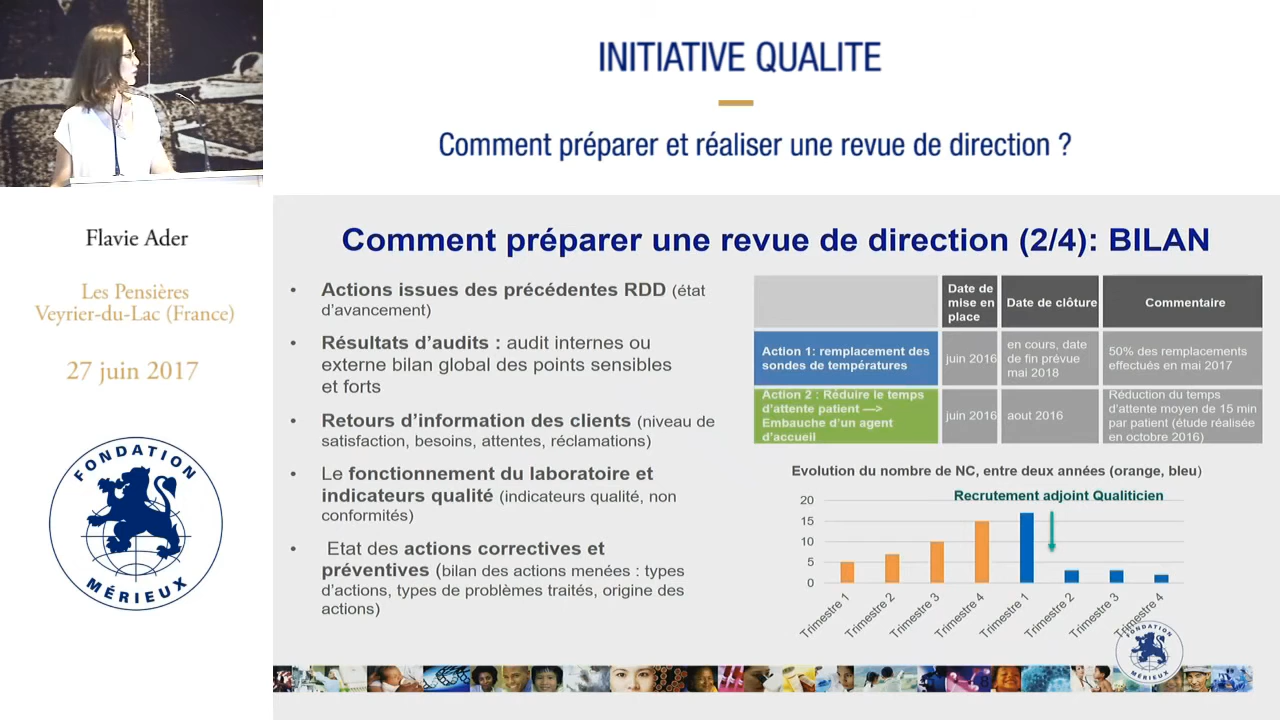 INITIATIVE QUALITE
Comment préparer et réaliser une revue de direction ?
Flavie Ader
Les Pensières
Veyrier-du-Lac (France)
27 juin 2017
FONDATION
MÉRIEUX
Comment préparer une revue de direction (2/4): BILAN
• Actions issues des précédentes RDD (état
d’avancement)
• Résultats d’audits : audit internes ou
externe bilan global des points sensibles
et forts
• Retours d’information des clients (niveau de
satisfaction, besoins, attentes, réclamations)
• Le fonctionnement du laboratoire et
indicateurs qualité (indicateurs qualité, non
conformités)
• Etat des actions correctives et
préventives (bilan des actions menées : types
d’actions, types de problèmes traités, origine des
actions)
Date de
mise en
place
Date de clôture
Commentaire
Action 1: remplacement des
sondes de températures
juin 2016
en cours, date
de fin prévue
mai 2018
50% des remplacements
effectués en mai 2017
Action 2 : Réduire le temps
d’attente patient —>
Embauche d’un agent
d’accueil
juin 2016
aout 2016
Réduction du temps
d’attente moyen de 15 min
par patient (étude réalisée
en octobre 2016)
Evolution du nombre de NC, entre deux années (orange, bleu)
Recrutement adjoint Qualiticien
20
15
10
5
0
Trimestre 1
Trimestre 2
Trimestre 3
Trimestre 4
Trimestre 1
Trimestre 2
Trimestre 3
Trimestre 4
FONDATION
MÉRIEUX